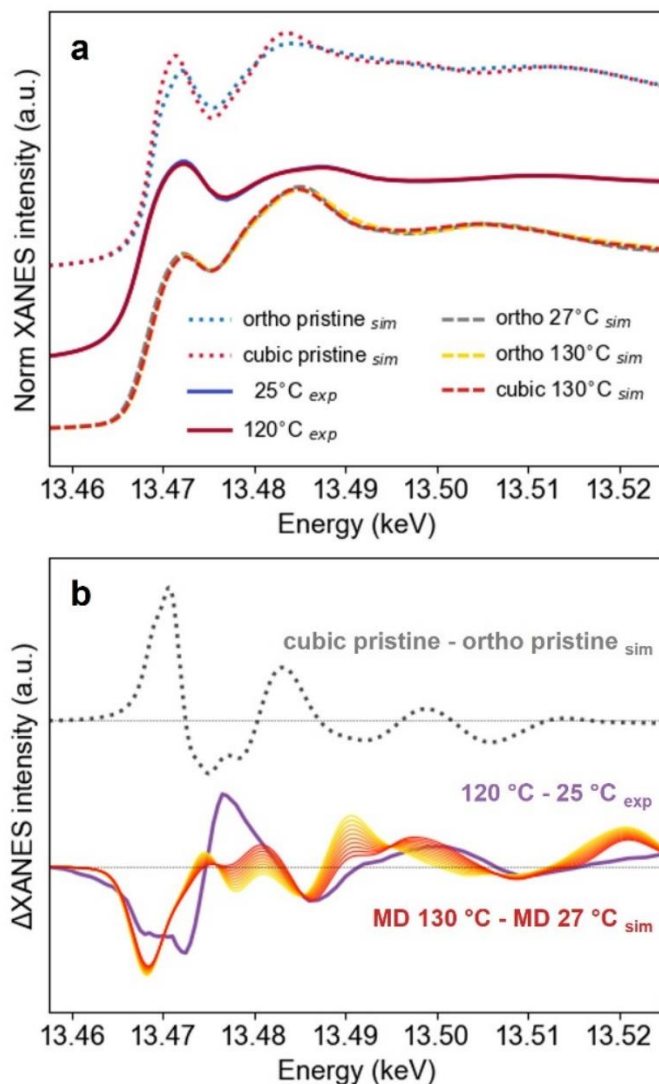 a
Norm XANES intensity (a.u.)
ortho pristine sim
cubic pristine sim
25°C exp
120°C exp
ortho 27°C sim
ortho 130°C sim
cubic 130°C sim
13.46 13.47 13.48 13.49 13.50 13.51 13.52
Energy (keV)
b
ΔXANES intensity (a.u.)
cubic pristine - ortho pristine sim
120 °C - 25 °C exp
MD 130 °C - MD 27 °C sim
13.46 13.47 13.48 13.49 13.50 13.51 13.52
Energy (keV)